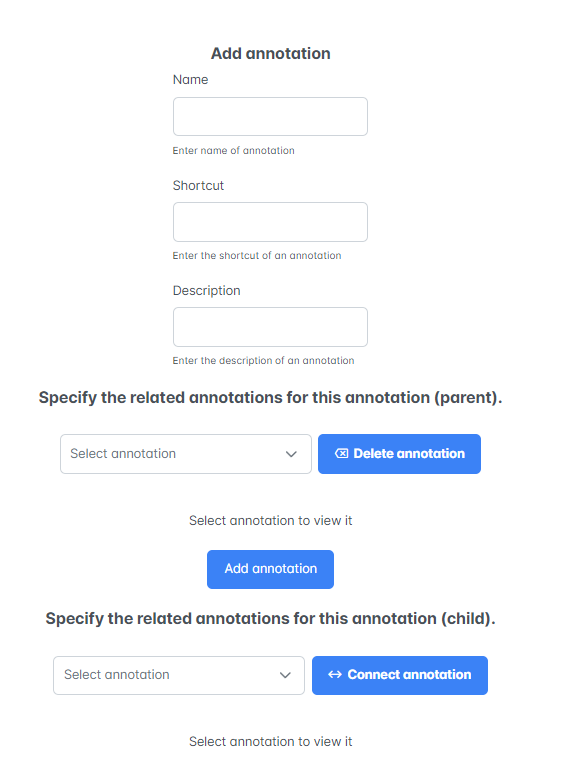 Add annotation
Name
Enter name of annotation
Shortcut
Enter the shortcut of an annotation
Description
Enter the description of an annotation
Specify the related annotations for this annotation (parent).
Select annotation
Delete annotation
Select annotation to view it
Add annotation
Specify the related annotations for this annotation (child).
Select annotation
Connect annotation
Select annotation to view it